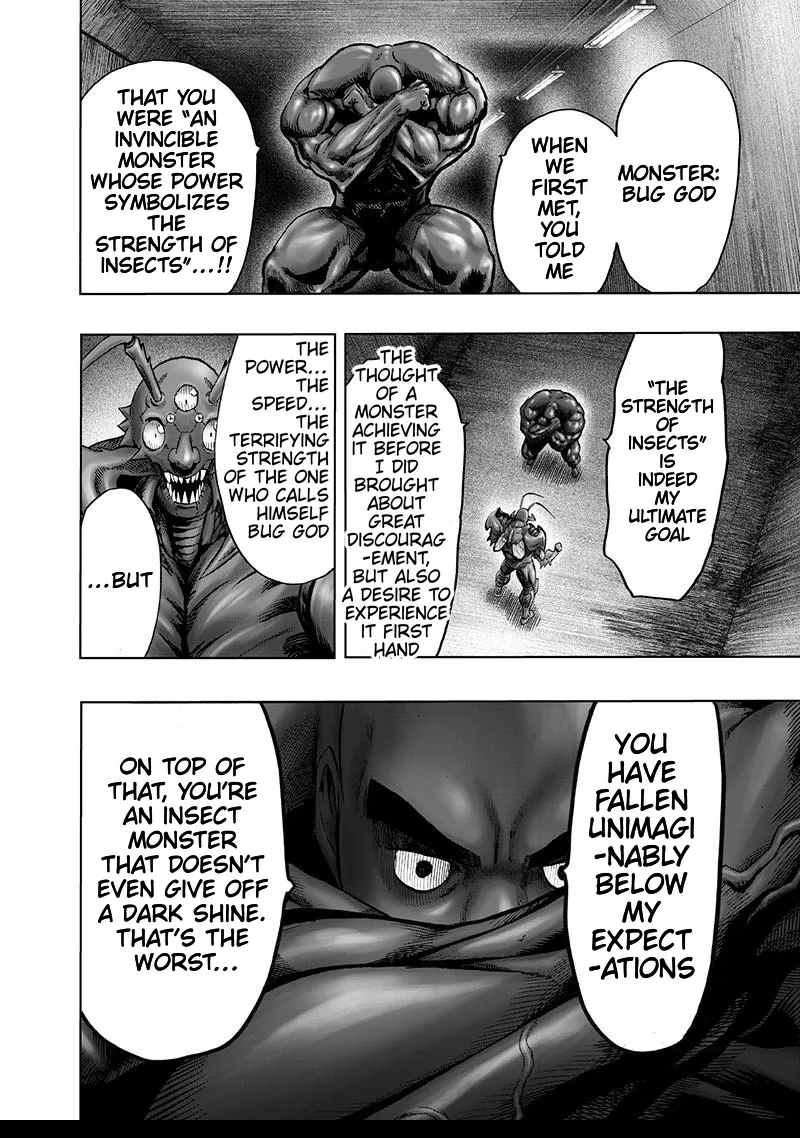 MONSTER:
BUG GOD
WHEN
WE
FIRST
MET,
YOU
TOLD
ME
THAT YOU
WERE "AN
INVINCIBLE
MONSTER
WHOSE POWER
SYMBOLIZES
THE
STRENGTH OF
INSECTS"...!!
"THE
STRENGTH
OF
INSECTS"
IS
INDEED
MY
ULTIMATE
GOAL
THE
THOUGHT
OF A
MONSTER
ACHIEVING
IT BEFORE
I DID
BROUGHT
ABOUT
GREAT
DISCOURAG
-EMENT,
BUT ALSO
A DESIRE TO
EXPERIENCE
IT FIRST
HAND
THE
POWER...
THE
SPEED...
THE
TERRIFYING
STRENGTH
OF THE ONE
WHO CALLS
HIMSELF
BUG GOD
...BUT
YOU
HAVE
FALLEN
UNIMAGI
-NABLY
BELOW
MY
EXPECT
-ATIONS
ON TOP OF
THAT, YOU'RE
AN INSECT
MONSTER
THAT DOESN'T
EVEN GIVE OFF
A DARK SHINE.
THAT'S THE
WORST...